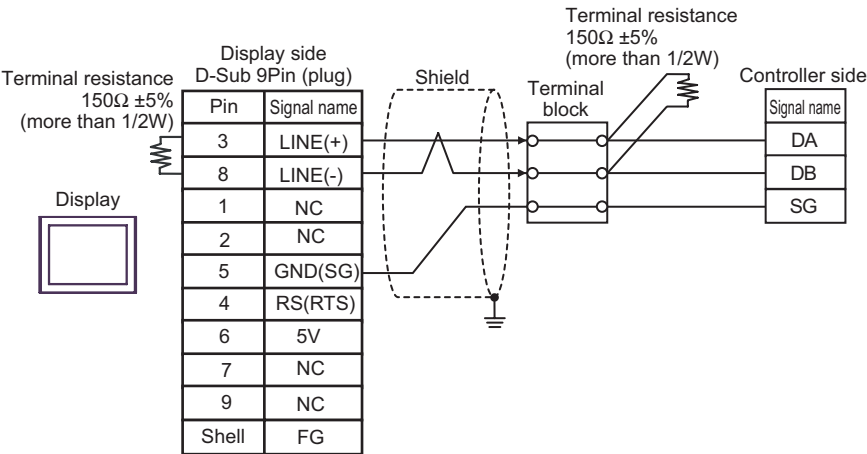 Terminal resistance
150Ω ±5%
(more than 1/2W)
Display side
D-Sub 9Pin (plug)
Terminal resistance
150Ω ±5%
(more than 1/2W)
Shield
Terminal
block
Controller side
Pin Signal name
Signal name
3 LINE(+)
DA
8 LINE(-)
DB
Display
1 NC
SG
2 NC
5 GND(SG)
4 RS(RTS)
6 5V
7 NC
9 NC
Shell FG